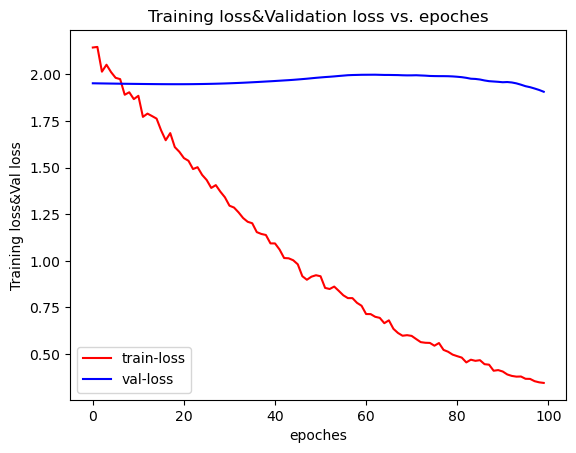 Training loss&Validation loss vs. epoches
Training loss&Val loss
2.00
1.75
1.50
1.25
1.00
0.75
0.50
train-loss
val-loss
0 20 40 60 80 100
epoches